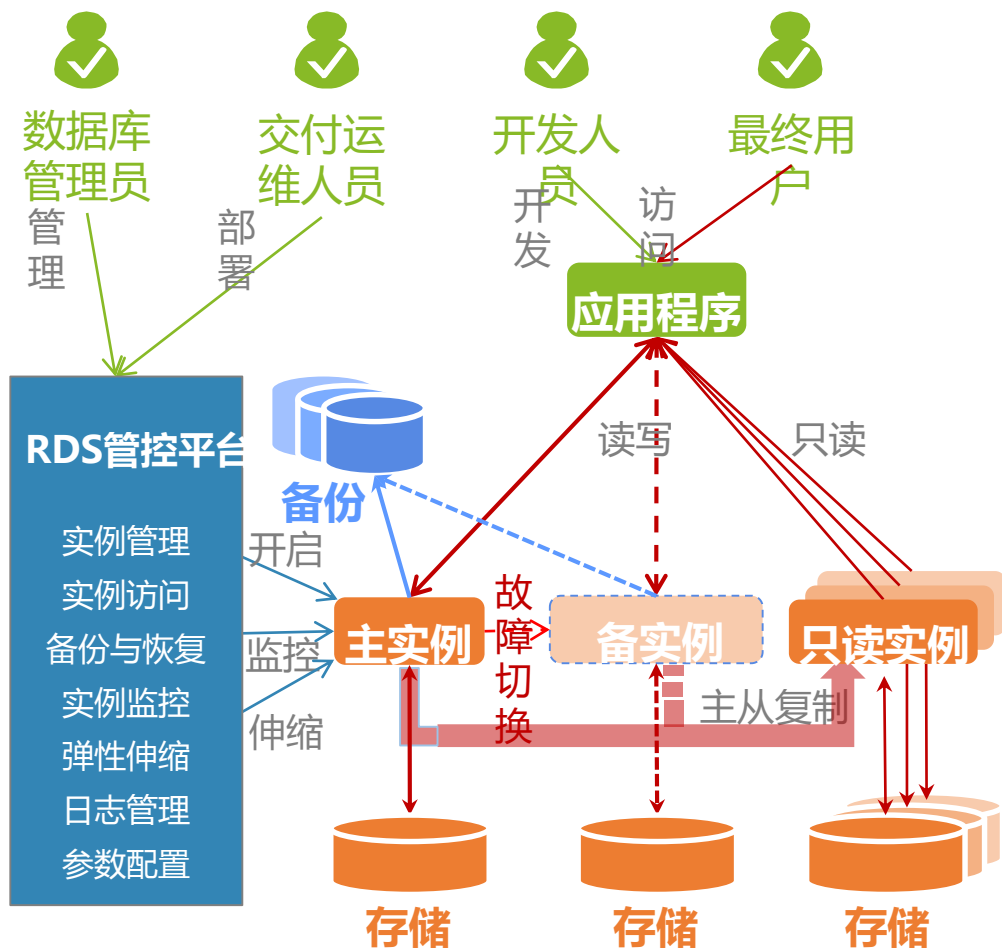 数据库
管理员
交付运
维人员
开发人
员
最终用
户
管
理
部
署
开
发
访
问
应用程序
RDS管控平台
实例管理
实例访问
备份与恢复
实例监控
弹性伸缩
日志管理
参数配置
备份
读写
只读
开启
监控
伸缩
主实例
故
障
切
换
备实例
只读实例
主从复制
存储
存储
存储